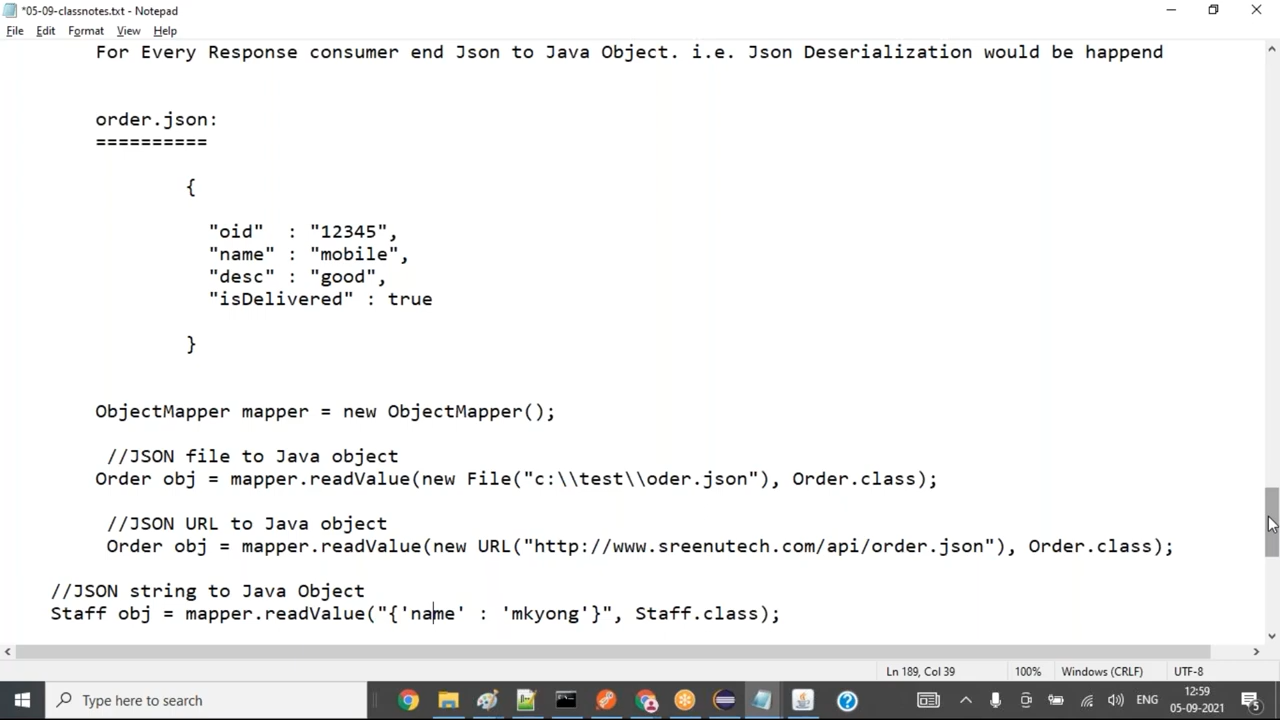 *05-09-classnotes.txt - Notepad
File Edit Format View Help
For Every Response consumer end Json to Java Object. i.e. Json Deserialization would be happend
order.json:
==========
{
"oid" : "12345",
"name" : "mobile",
"desc" : "good",
"isDelivered" : true
}
ObjectMapper mapper = new ObjectMapper();
//JSON file to Java object
Order obj = mapper.readValue(new File("c:\\test\\oder.json"), Order.class);
//JSON URL to Java object
Order obj = mapper.readValue(new URL("http://www.sreenutech.com/api/order.json"), Order.class);
//JSON string to Java Object
Staff obj = mapper.readValue("{'name' : 'mkyong'}", Staff.class);
Ln 189, Col 39 100% Windows (CRLF) UTF-8
Type here to search
ENG
12:59
05-09-2021
5